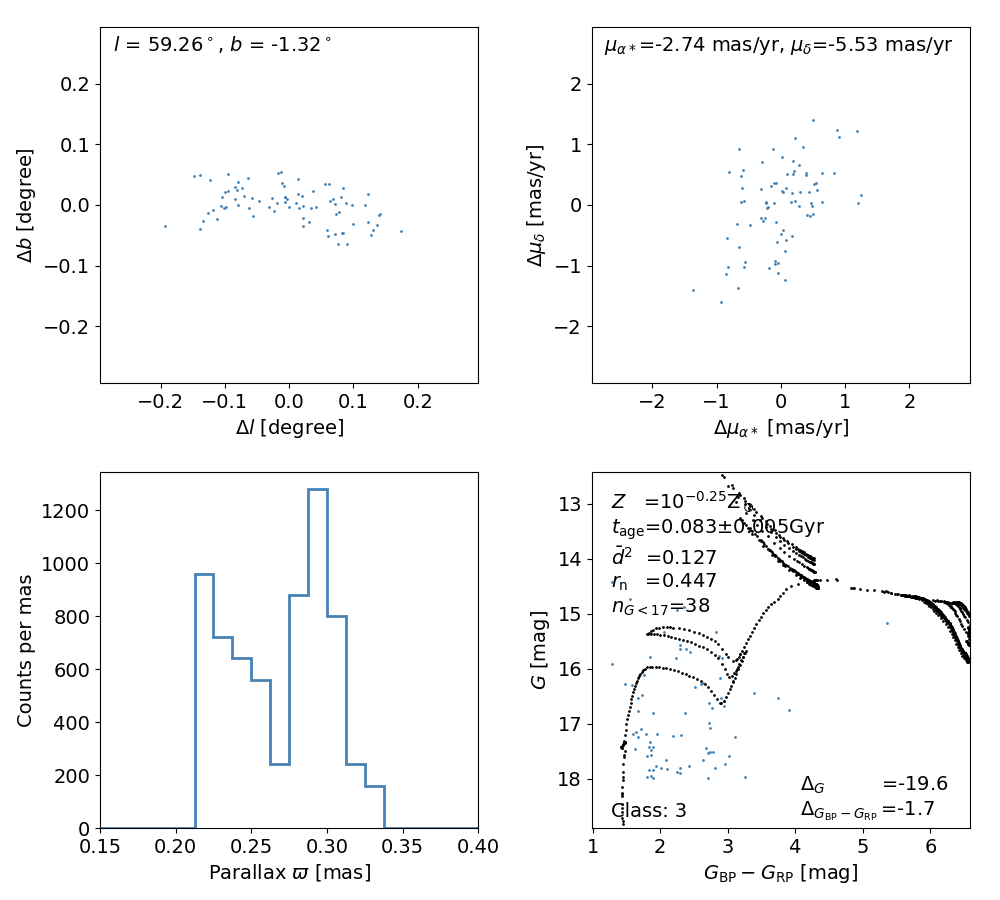 l = 59.26°, b = -1.32°
0.2
0.1
0.0
−0.1
−0.2
Δb [degree]
−0.2 −0.1 0.0 0.1 0.2
Δl [degree]
μα*=-2.74 mas/yr, μδ=-5.53 mas/yr
2
1
0
−1
−2
Δμδ [mas/yr]
−2 −1 0 1 2
Δμα* [mas/yr]
1200
1000
800
600
400
200
0
Counts per mas
0.15 0.20 0.25 0.30 0.35 0.40
Parallax ϖ [mas]
Z =10^−0.25Z⊙
t_age=0.083±0.005Gyr
d̄² =0.127
r_n =0.447
n_G<17=38
13
14
15
16
17
18
G [mag]
Δ_G =-19.6
Δ_G_BP−G_RP=-1.7
Class: 3
1 2 3 4 5 6
G_BP − G_RP [mag]